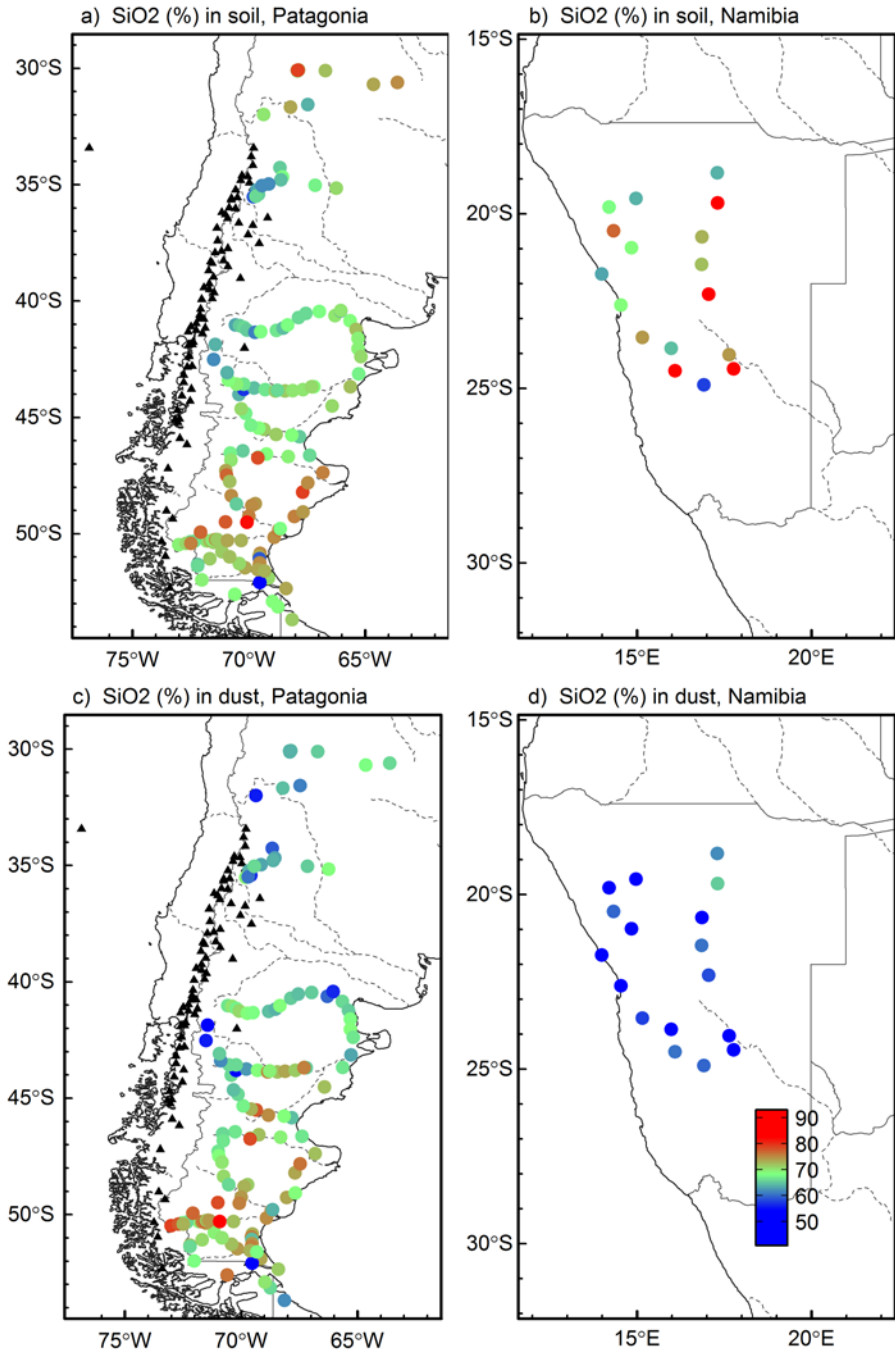 a) SiO2 (%) in soil, Patagonia
30°S
35°S
40°S
45°S
50°S
75°W 70°W 65°W
b) SiO2 (%) in soil, Namibia
15°S
20°S
25°S
30°S
15°E 20°E
c) SiO2 (%) in dust, Patagonia
30°S
35°S
40°S
45°S
50°S
75°W 70°W 65°W
d) SiO2 (%) in dust, Namibia
15°S
20°S
25°S
30°S
90
80
70
60
50
15°E 20°E